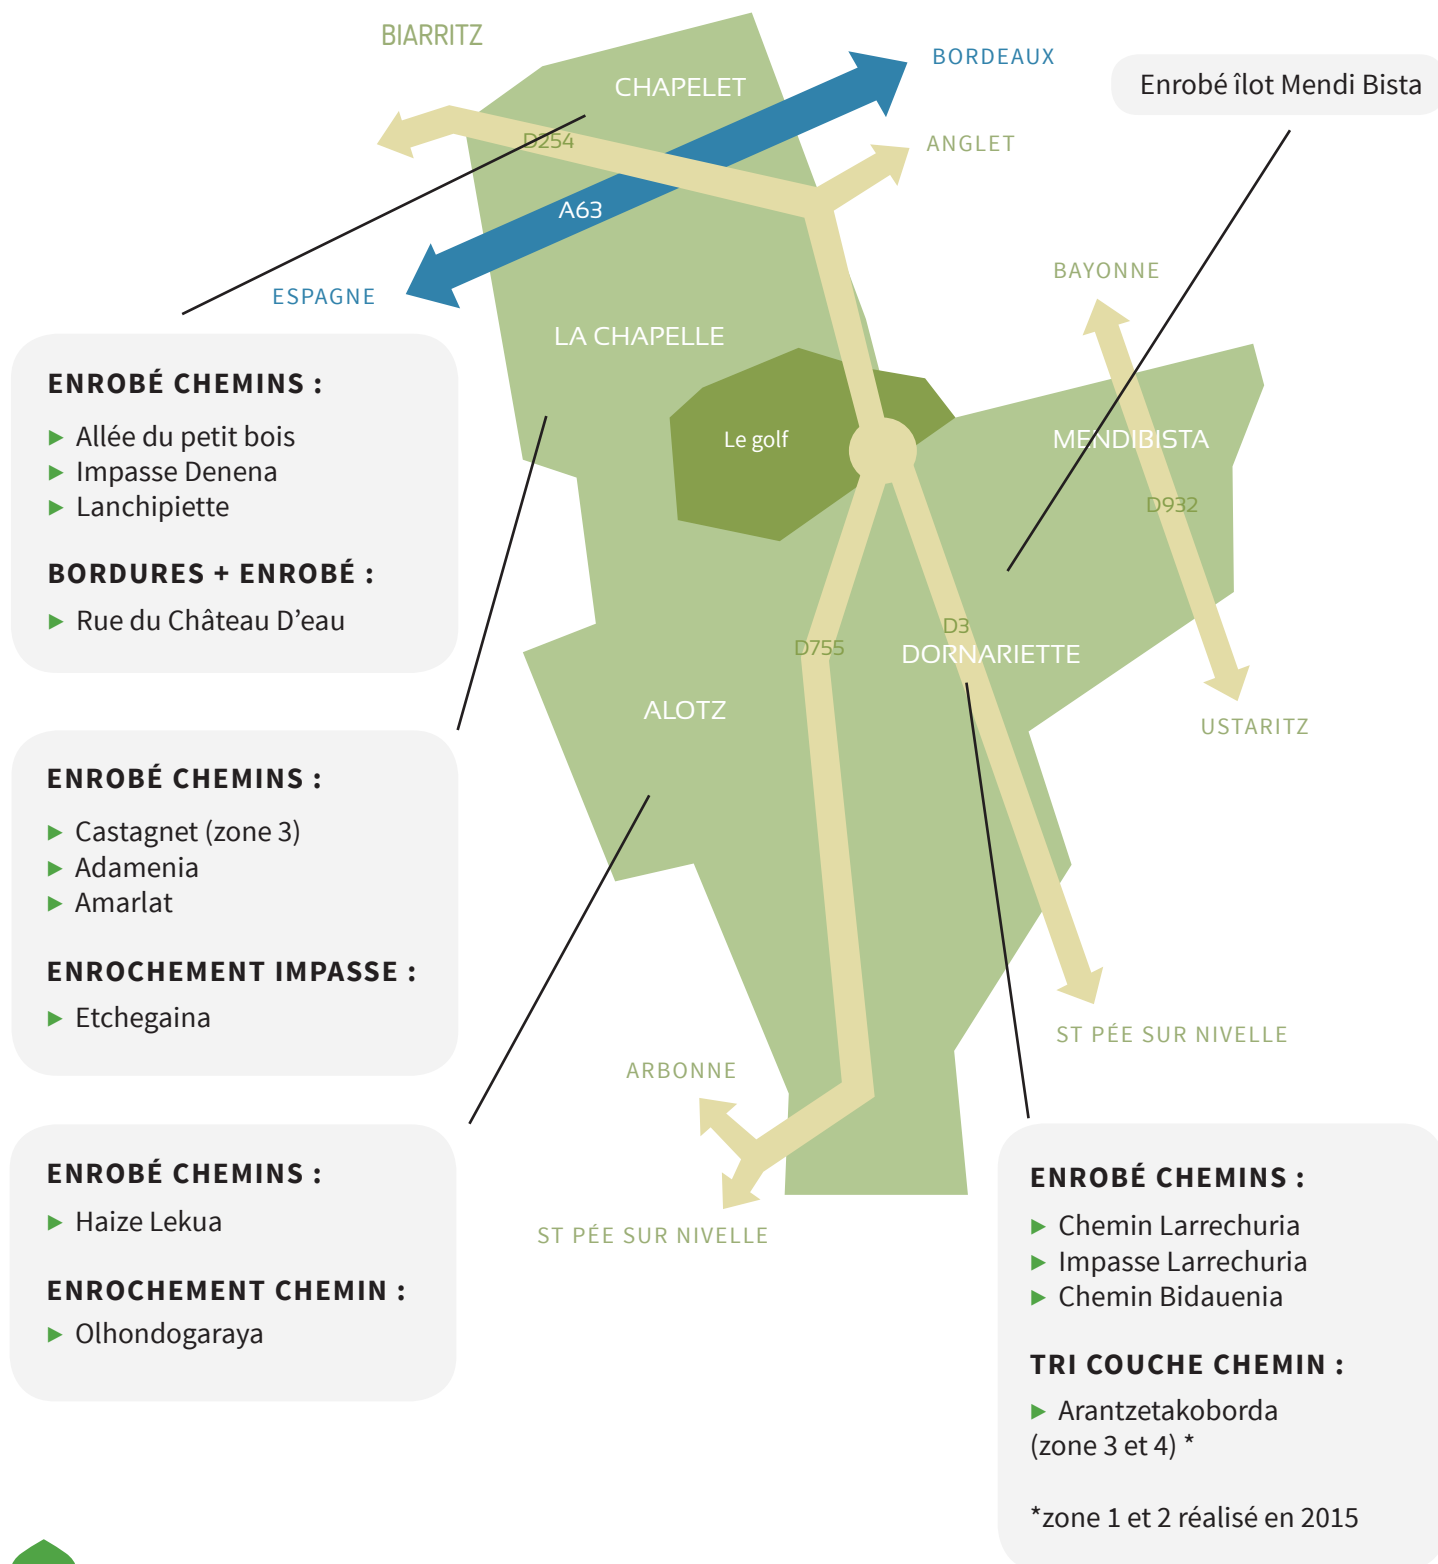 BIARRITZ
BORDEAUX
CHAPELET
Enrobé îlot Mendi Bista
D254
ANGLET
A63
BAYONNE
ESPAGNE
LA CHAPELLE
Le golf
MENDIBISTA
D932
D3
D755
DORNARIETTE
ALOTZ
USTARITZ
ST PÉE SUR NIVELLE
ARBONNE
ST PÉE SUR NIVELLE
ENROBÉ CHEMINS :
▶ Allée du petit bois
▶ Impasse Denena
▶ Lanchipiette
BORDURES + ENROBÉ :
▶ Rue du Château D’eau
ENROBÉ CHEMINS :
▶ Castagnet (zone 3)
▶ Adamenia
▶ Amarlat
ENROCHEMENT IMPASSE :
▶ Etchegaina
ENROBÉ CHEMINS :
▶ Haize Lekua
ENROCHEMENT CHEMIN :
▶ Olhondogaraya
ENROBÉ CHEMINS :
▶ Chemin Larrechuria
▶ Impasse Larrechuria
▶ Chemin Bidauenia
TRI COUCHE CHEMIN :
▶ Arantzetakoborda
(zone 3 et 4) *
*zone 1 et 2 réalisé en 2015